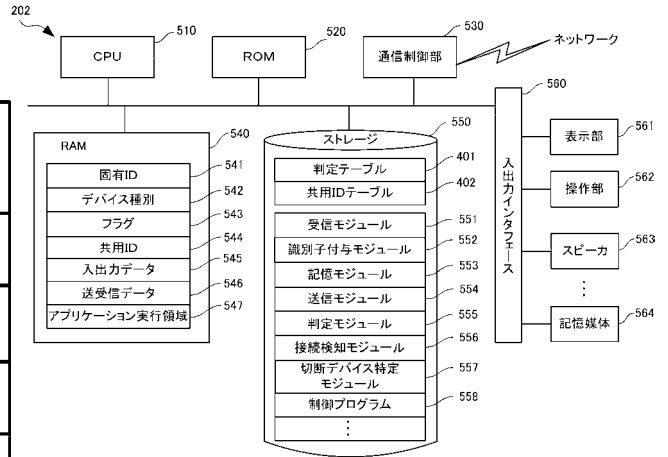 202
CPU
510
ROM
520
通信制御部
530
ネットワーク
RAM
540
固有ID
541
デバイス種別
542
フラグ
543
共用ID
544
入出力データ
545
送受信データ
546
アプリケーション実行領域
547
ストレージ
550
判定テーブル
401
共用IDテーブル
402
受信モジュール
551
識別子付与モジュール
552
記憶モジュール
553
送信モジュール
554
判定モジュール
555
接続検知モジュール
556
切断デバイス特定
モジュール
557
制御プログラム
558
⋮
入出力インタフェース
560
表示部
561
操作部
562
スピーカ
563
⋮
記憶媒体
564